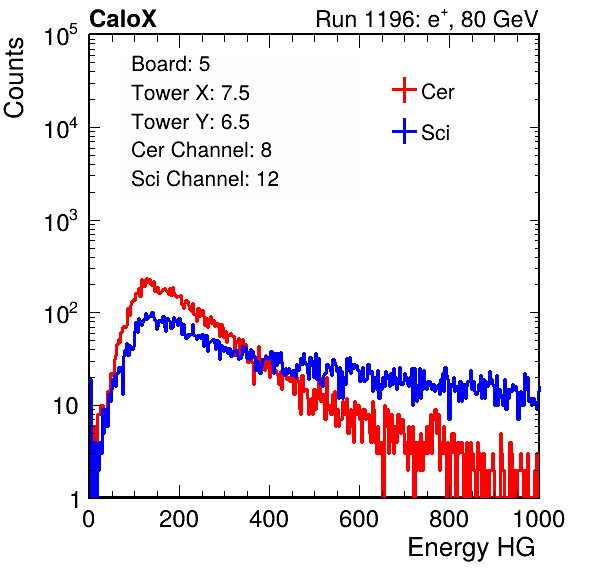 CaloX Run 1196: e⁺, 80 GeV
Counts
Board: 5
Tower X: 7.5
Tower Y: 6.5
Cer Channel: 8
Sci Channel: 12
Cer
Sci
10⁵
10⁴
10³
10²
10
1
0 200 400 600 800 1000
Energy HG